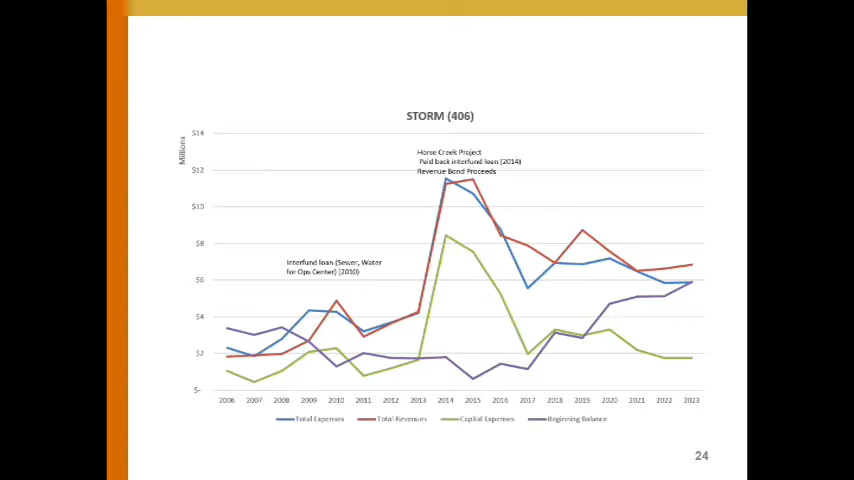 STORM (406)
Millions
$14
Horse Creek Project
Paid back interfund loan (2014)
Revenue Bond Proceeds
$12
$10
$8
Interfund loan (Sewer, Water
for Ops Center) (2010)
$6
$4
$2
$-
2006 2007 2008 2009 2010 2011 2012 2013 2014 2015 2016 2017 2018 2019 2020 2021 2022 2023
Total Expenses Total Revenues Capital Expenses Beginning Balance
24